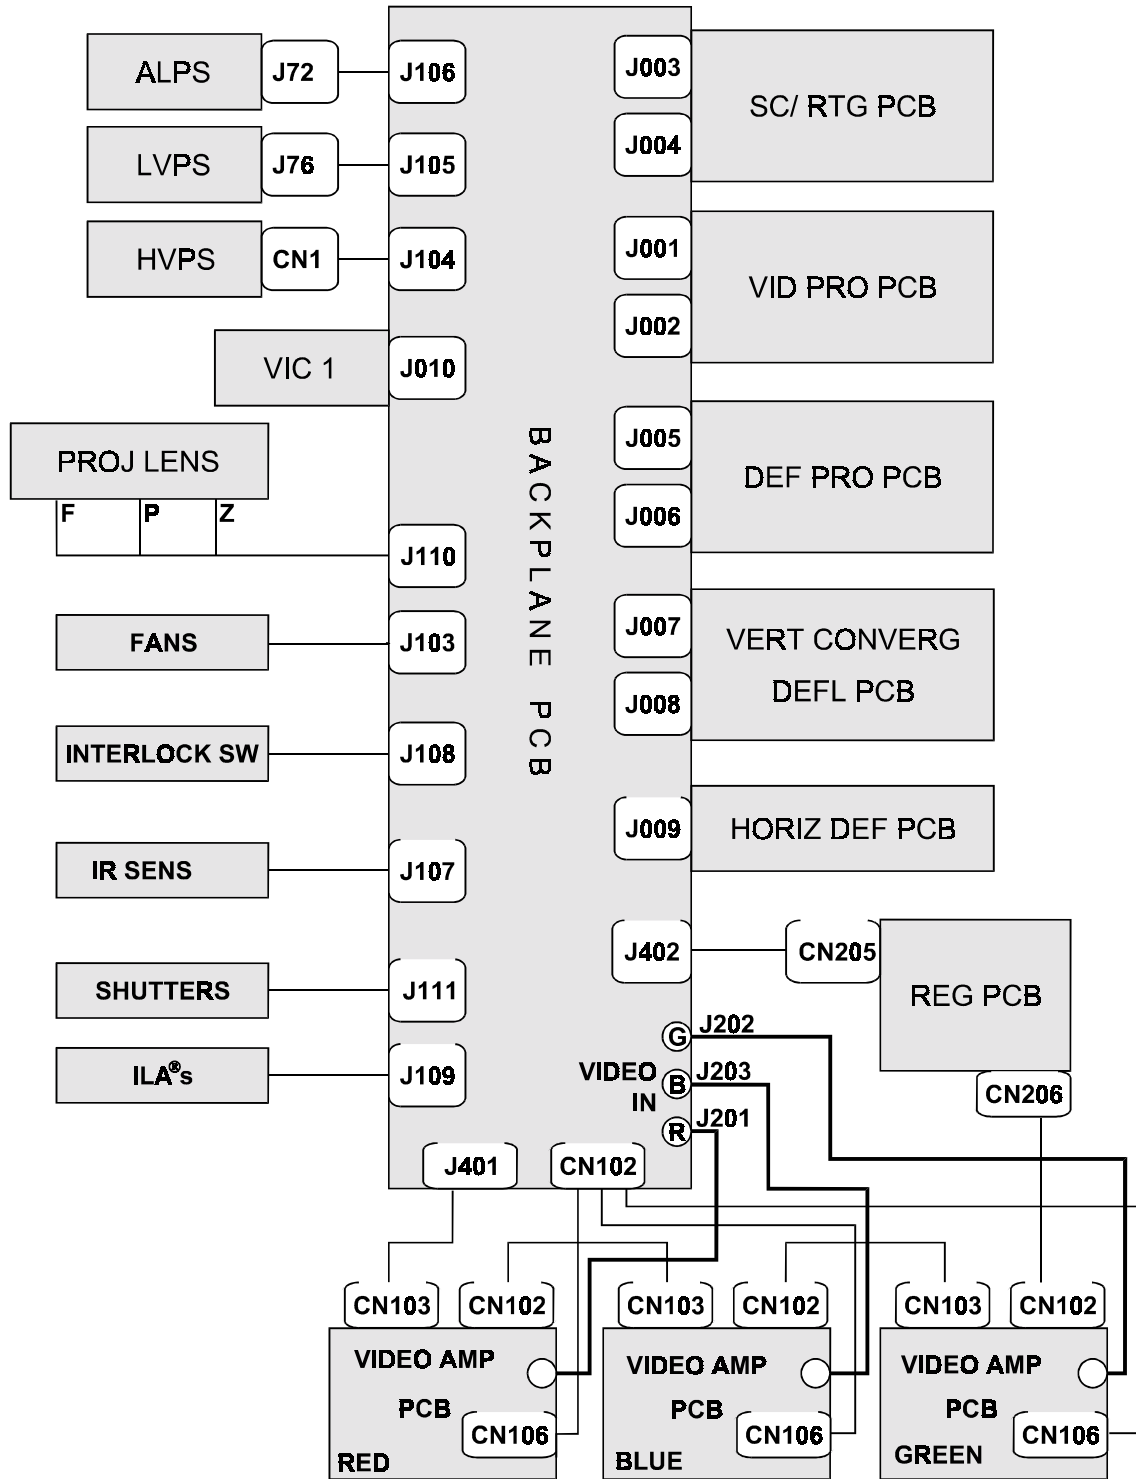 ALPS
J72
J106
LVPS
J76
J105
HVPS
CN1
J104
VIC 1
J010
PROJ LENS
F P Z
J110
FANS
J103
INTERLOCK SW
J108
IR SENS
J107
SHUTTERS
J111
ILA®s
J109
BACKPLANE PCB
J003
J004
SC/ RTG PCB
J001
J002
VID PRO PCB
J005
J006
DEF PRO PCB
J007
J008
VERT CONVERG
DEFL PCB
J009
HORIZ DEF PCB
J402
CN205
REG PCB
CN206
VIDEO
IN
G J202
B J203
R J201
J401
CN102
CN103
CN102
VIDEO AMP
PCB
CN106
RED
CN103
CN102
VIDEO AMP
PCB
CN106
BLUE
CN103
CN102
VIDEO AMP
PCB
CN106
GREEN